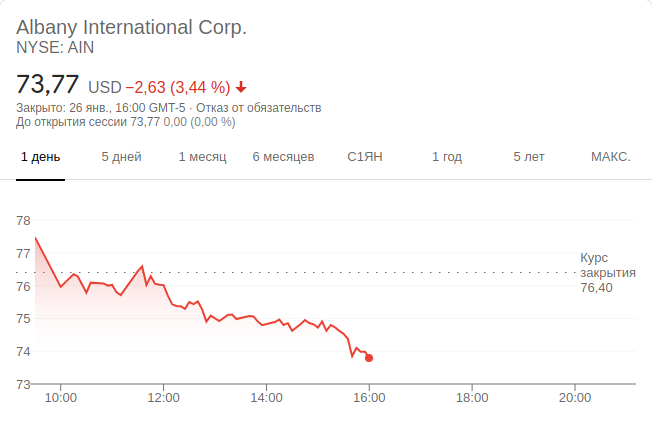 Albany International Corp.
NYSE: AIN
73,77 USD −2,63 (3,44 %)
Закрыто: 26 янв., 16:00 GMT-5 · Отказ от обязательств
До открытия сессии 73,77 0,00 (0,00 %)
1 день 5 дней 1 месяц 6 месяцев С1ЯН 1 год 5 лет МАКС.
78
77
Курс
закрытия
76,40
76
75
74
73
10:00 12:00 14:00 16:00 18:00 20:00